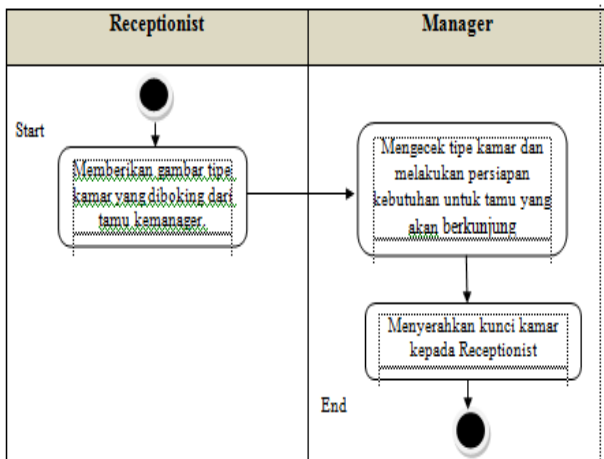 Receptionist
Manager
Start
Memberikan gambar tipe
kamar yang diboking dari
tamu kemanager.
Mengecek tipe kamar dan
melakukan persiapan
kebutuhan untuk tamu yang
akan berkunjung
Menyerahkan kunci kamar
kepada Receptionist
End